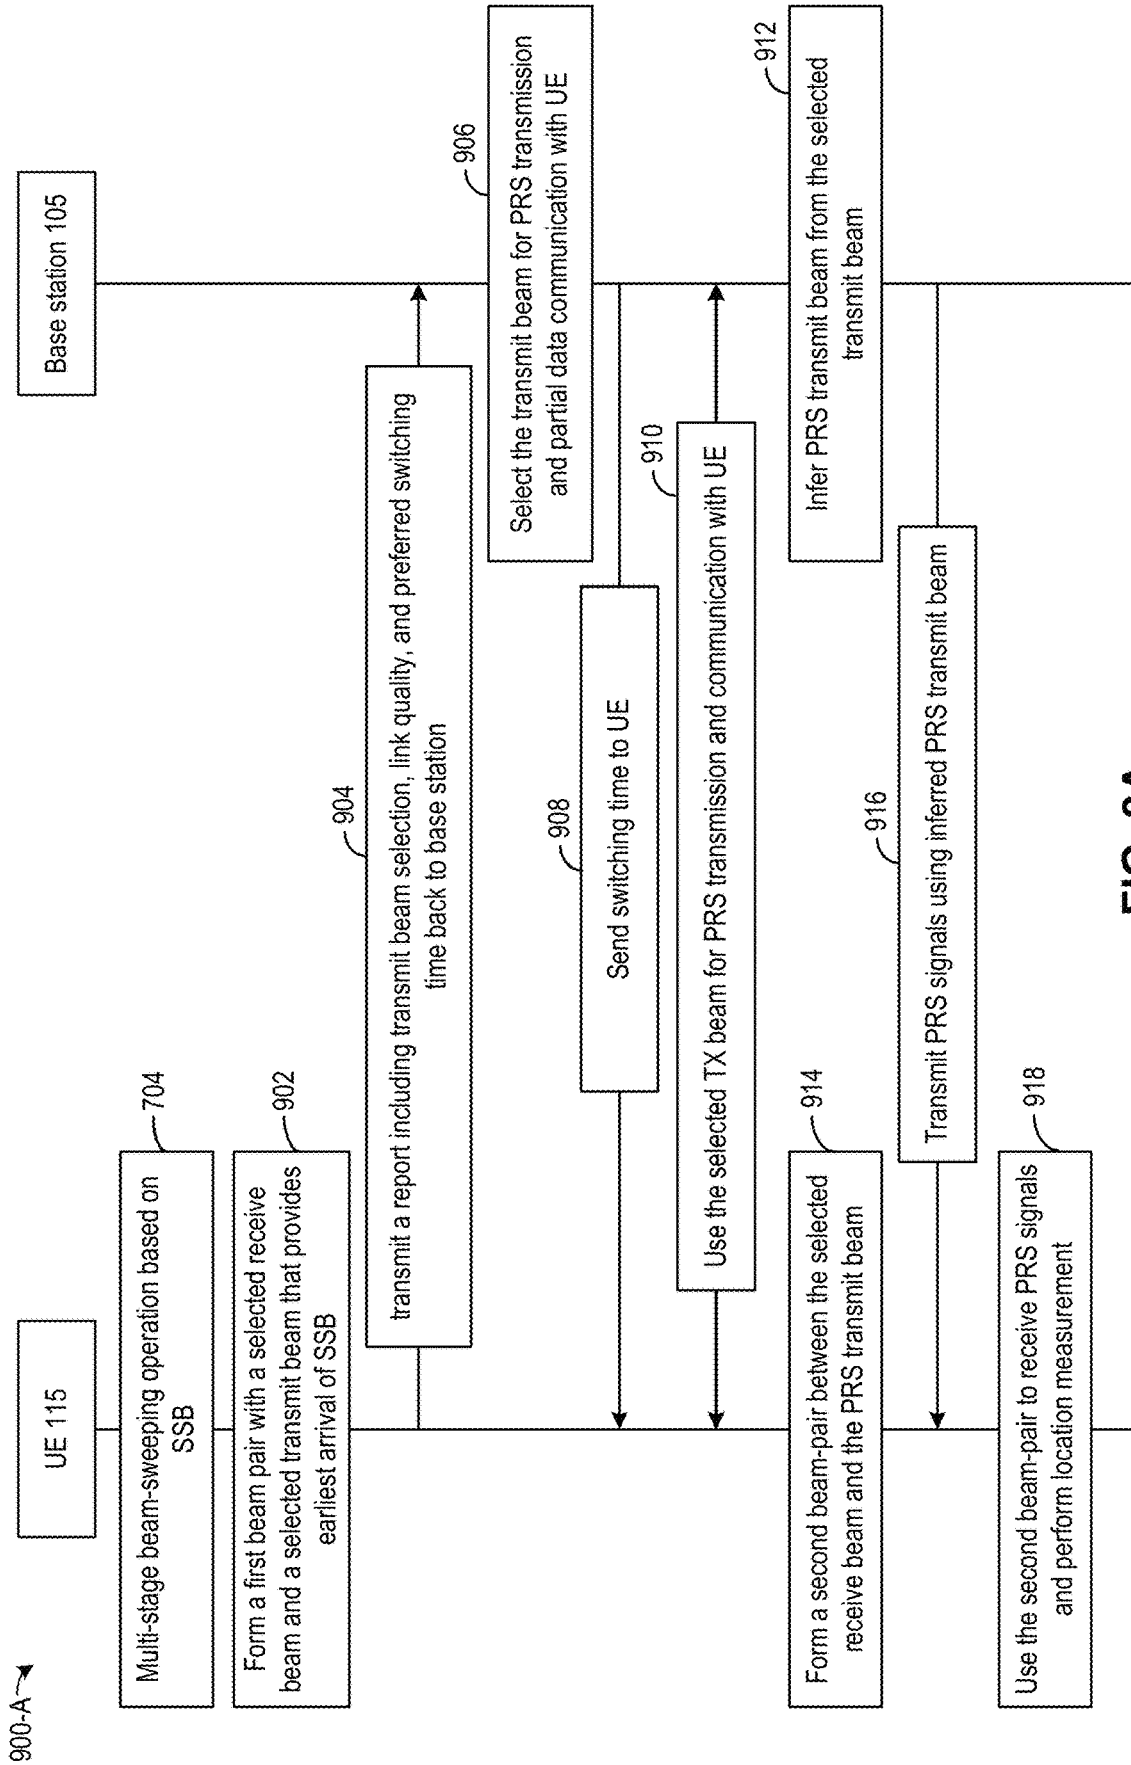 900-A
UE 115
Base station 105
704
Multi-stage beam-sweeping operation based on
SSB
902
Form a first beam pair with a selected receive
beam and a selected transmit beam that provides
earliest arrival of SSB
904
transmit a report including transmit beam selection, link quality, and preferred switching
time back to base station
906
Select the transmit beam for PRS transmission
and partial data communication with UE
908
Send switching time to UE
910
Use the selected TX beam for PRS transmission and communication with UE
912
Infer PRS transmit beam from the selected
transmit beam
914
Form a second beam-pair between the selected
receive beam and the PRS transmit beam
916
Transmit PRS signals using inferred PRS transmit beam
918
Use the second beam-pair to receive PRS signals
and perform location measurement